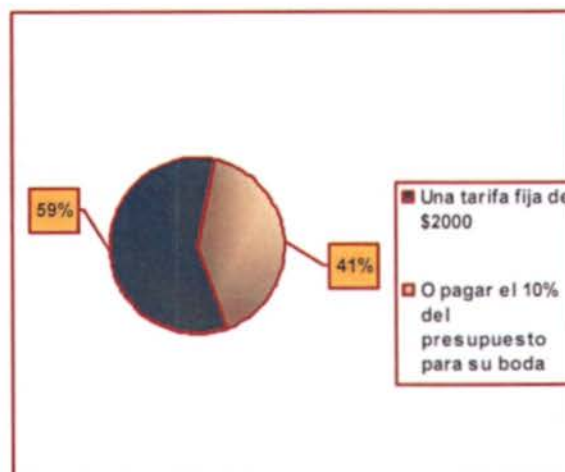 59%
41%
Una tarifa fija de
$2000
O pagar el 10%
del
presupuesto
para su boda